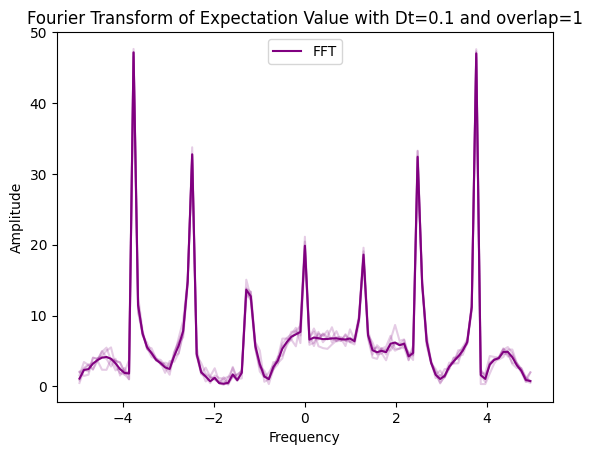 Fourier Transform of Expectation Value with Dt=0.1 and overlap=1
FFT
50
40
30
20
10
0
Amplitude
−4
−2
0
2
4
Frequency